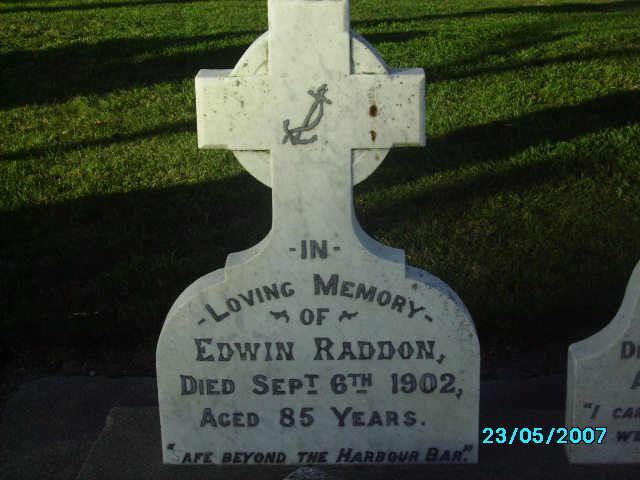 - IN -
- LOVING MEMORY -
OF
EDWIN RADDON,
DIED SEPT 6TH 1902,
AGED 85 YEARS.
AFE BEYOND THE HARBOUR BAR."
"I
23/05/2007